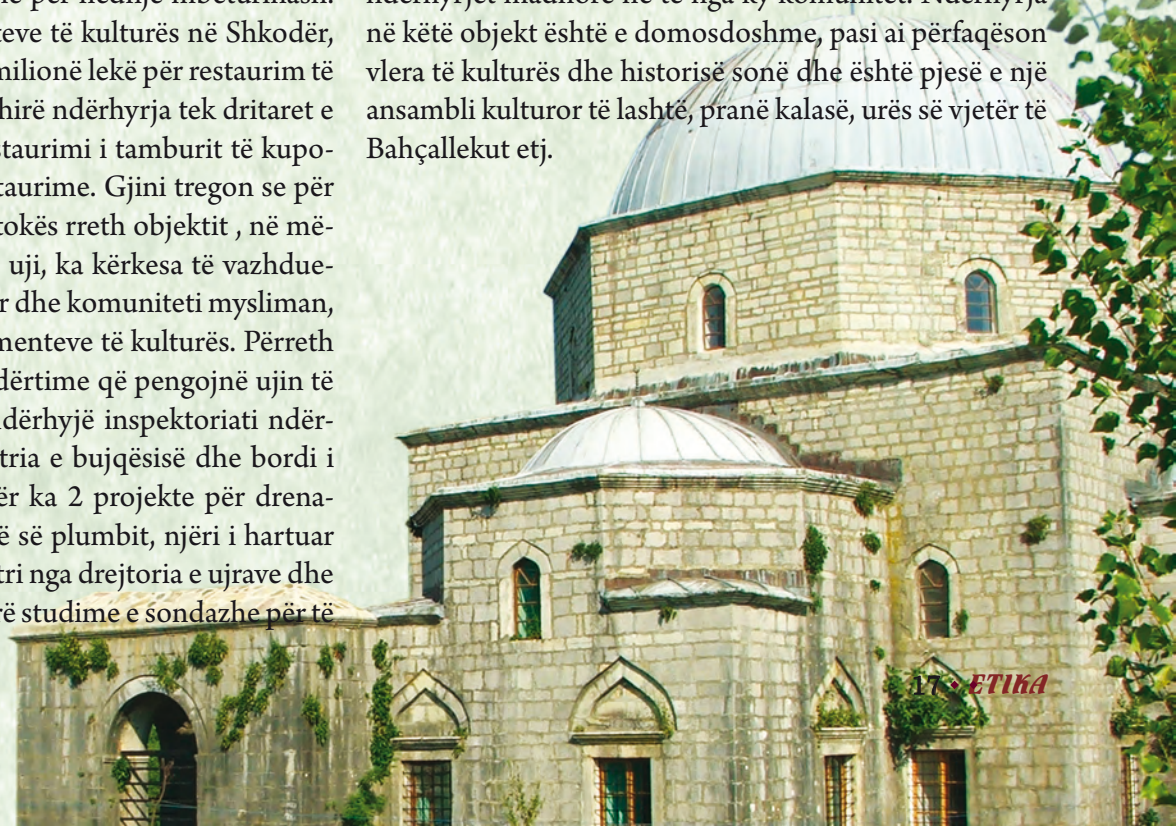 teve të kulturës në Shkodër,
milionë lekë për restaurim të
hirë ndërhyrja tek dritaret e
staurimi i tamburit të kupo-
taurime. Gjini tregon se për
tokës rreth objektit , në më-
uji, ka kërkesa të vazhdue-
r dhe komuniteti mysliman,
menteve të kulturës. Përreth
dërtime që pengojnë ujin të
ndërhyjë inspektoriati ndër-
tria e bujqësisë dhe bordi i
ër ka 2 projekte për drena-
ë së plumbit, njëri i hartuar
tri nga drejtoria e ujrave dhe
rë studime e sondazhe për të
në këtë objekt është e domosdoshme, pasi ai përfaqëson
vlera të kulturës dhe historisë sonë dhe është pjesë e një
ansambli kulturor të lashtë, pranë kalasë, urës së vjetër të
Bahçallekut etj.
17 • ETIKA